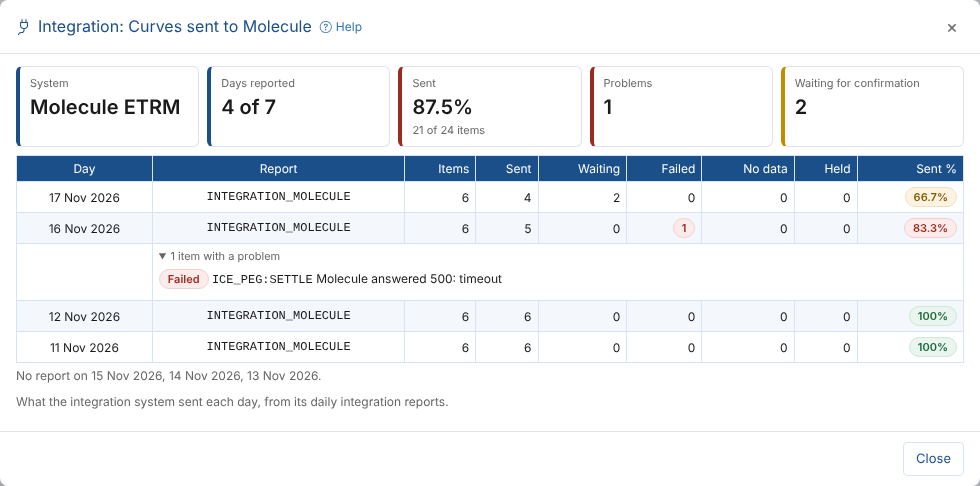 Integration: Curves sent to Molecule Help
System
Molecule ETRM
Days reported
4 of 7
Sent
87.5%
21 of 24 items
Problems
1
Waiting for confirmation
2
Day Report Items Sent Waiting Failed No data Held Sent %
17 Nov 2026 INTEGRATION_MOLECULE 6 4 2 0 0 0 66.7%
16 Nov 2026 INTEGRATION_MOLECULE 6 5 0 1 0 0 83.3%
1 item with a problem
Failed ICE_PEG:SETTLE Molecule answered 500: timeout
12 Nov 2026 INTEGRATION_MOLECULE 6 6 0 0 0 0 100%
11 Nov 2026 INTEGRATION_MOLECULE 6 6 0 0 0 0 100%
No report on 15 Nov 2026, 14 Nov 2026, 13 Nov 2026.
What the integration system sent each day, from its daily integration reports.
Close